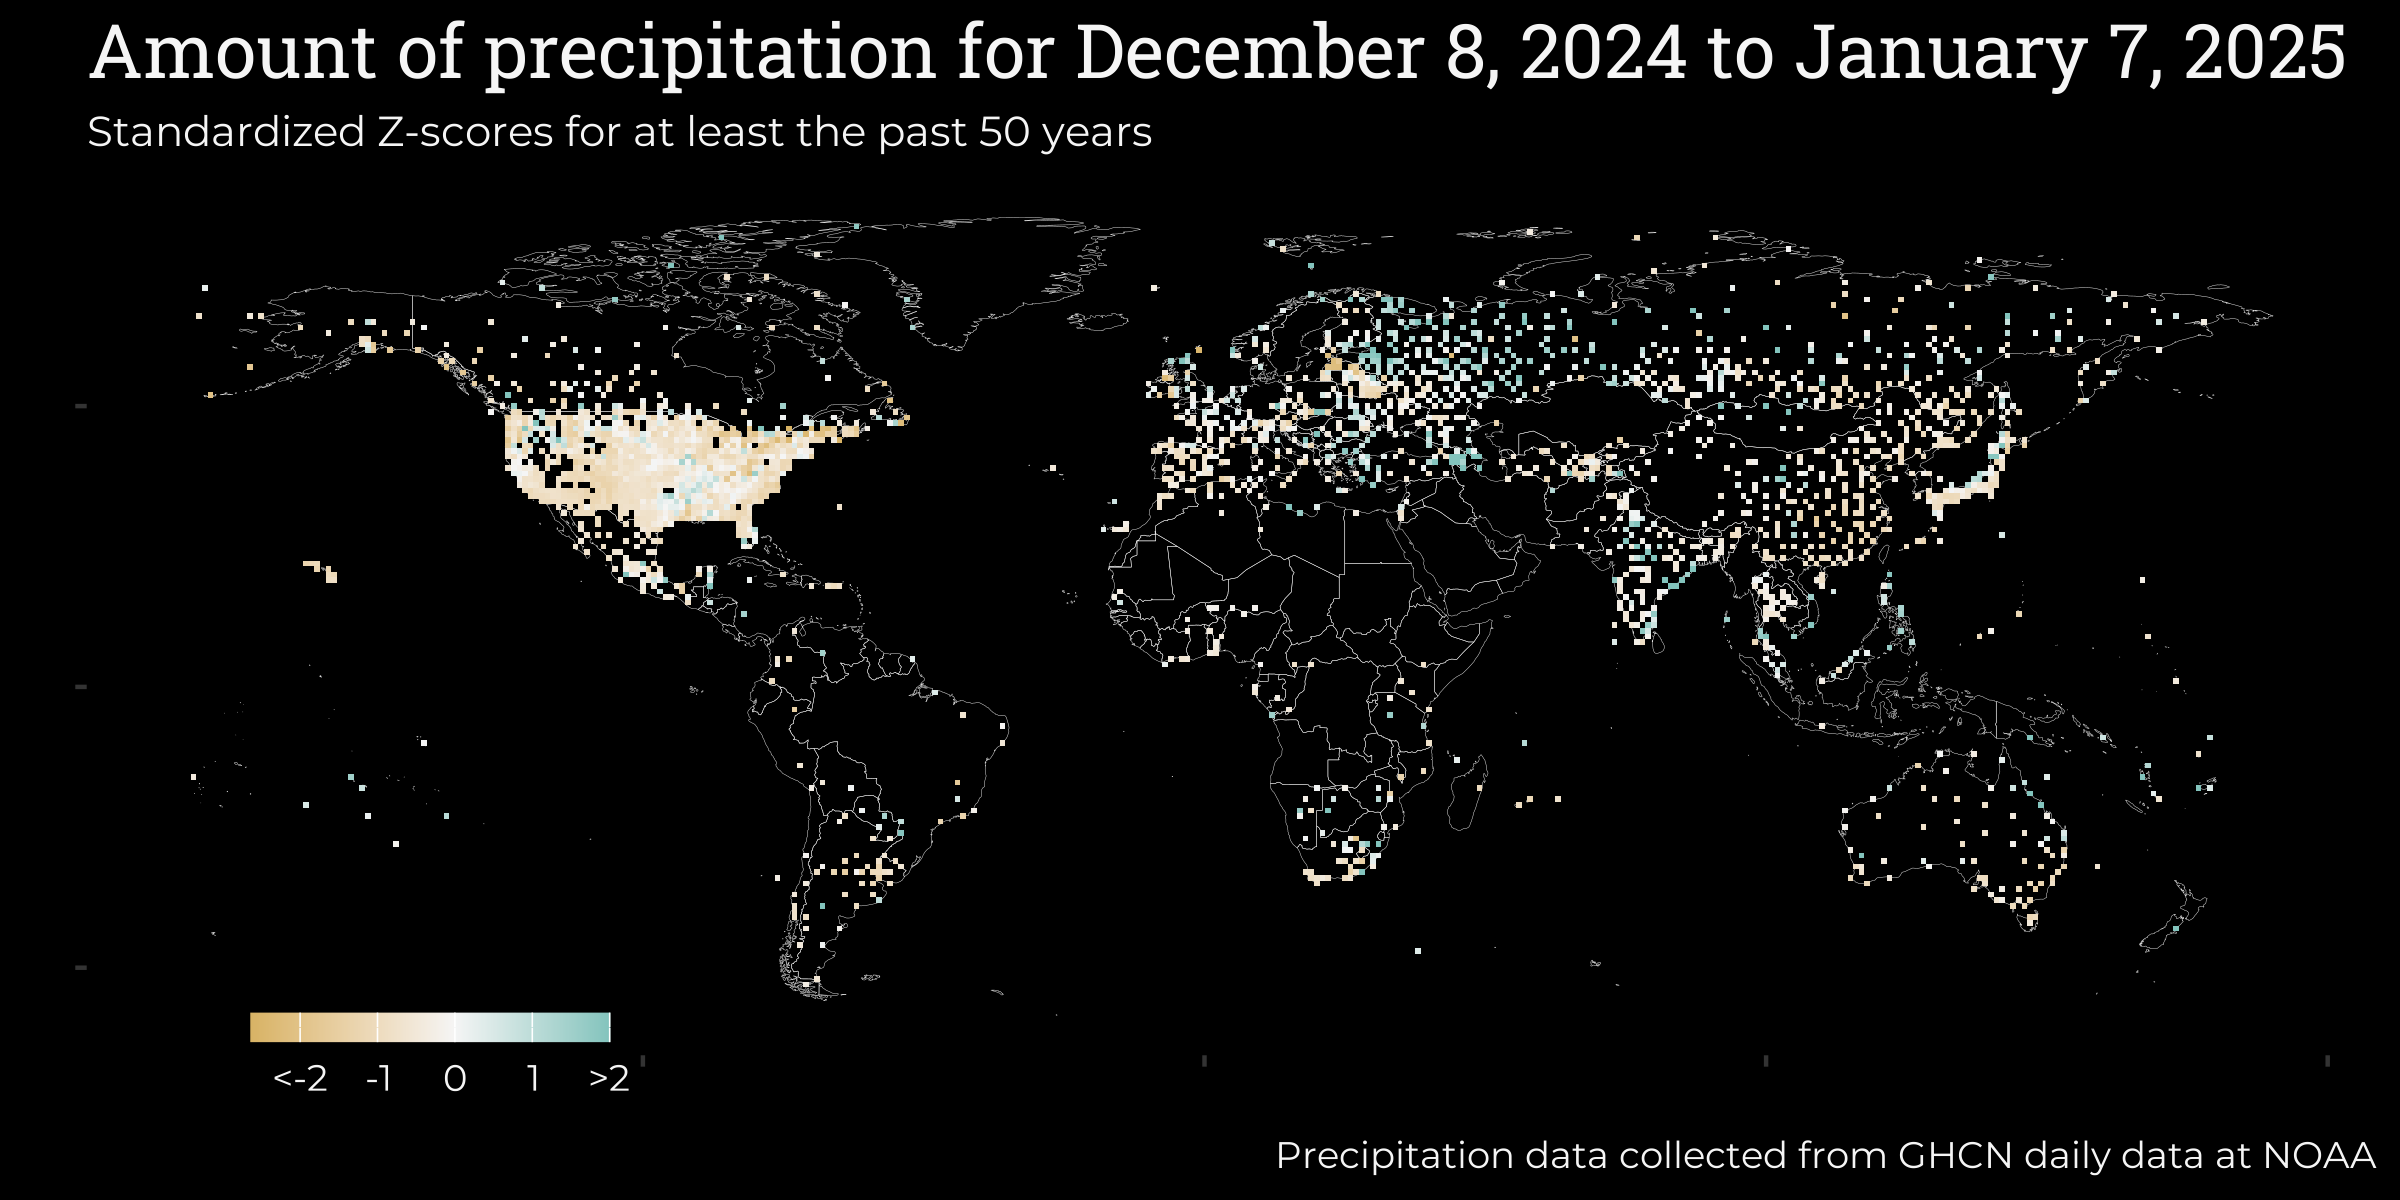 Amount of precipitation for December 8, 2024 to January 7, 2025
Standardized Z-scores for at least the past 50 years
<-2 -1 0 1 >2
Precipitation data collected from GHCN daily data at NOAA